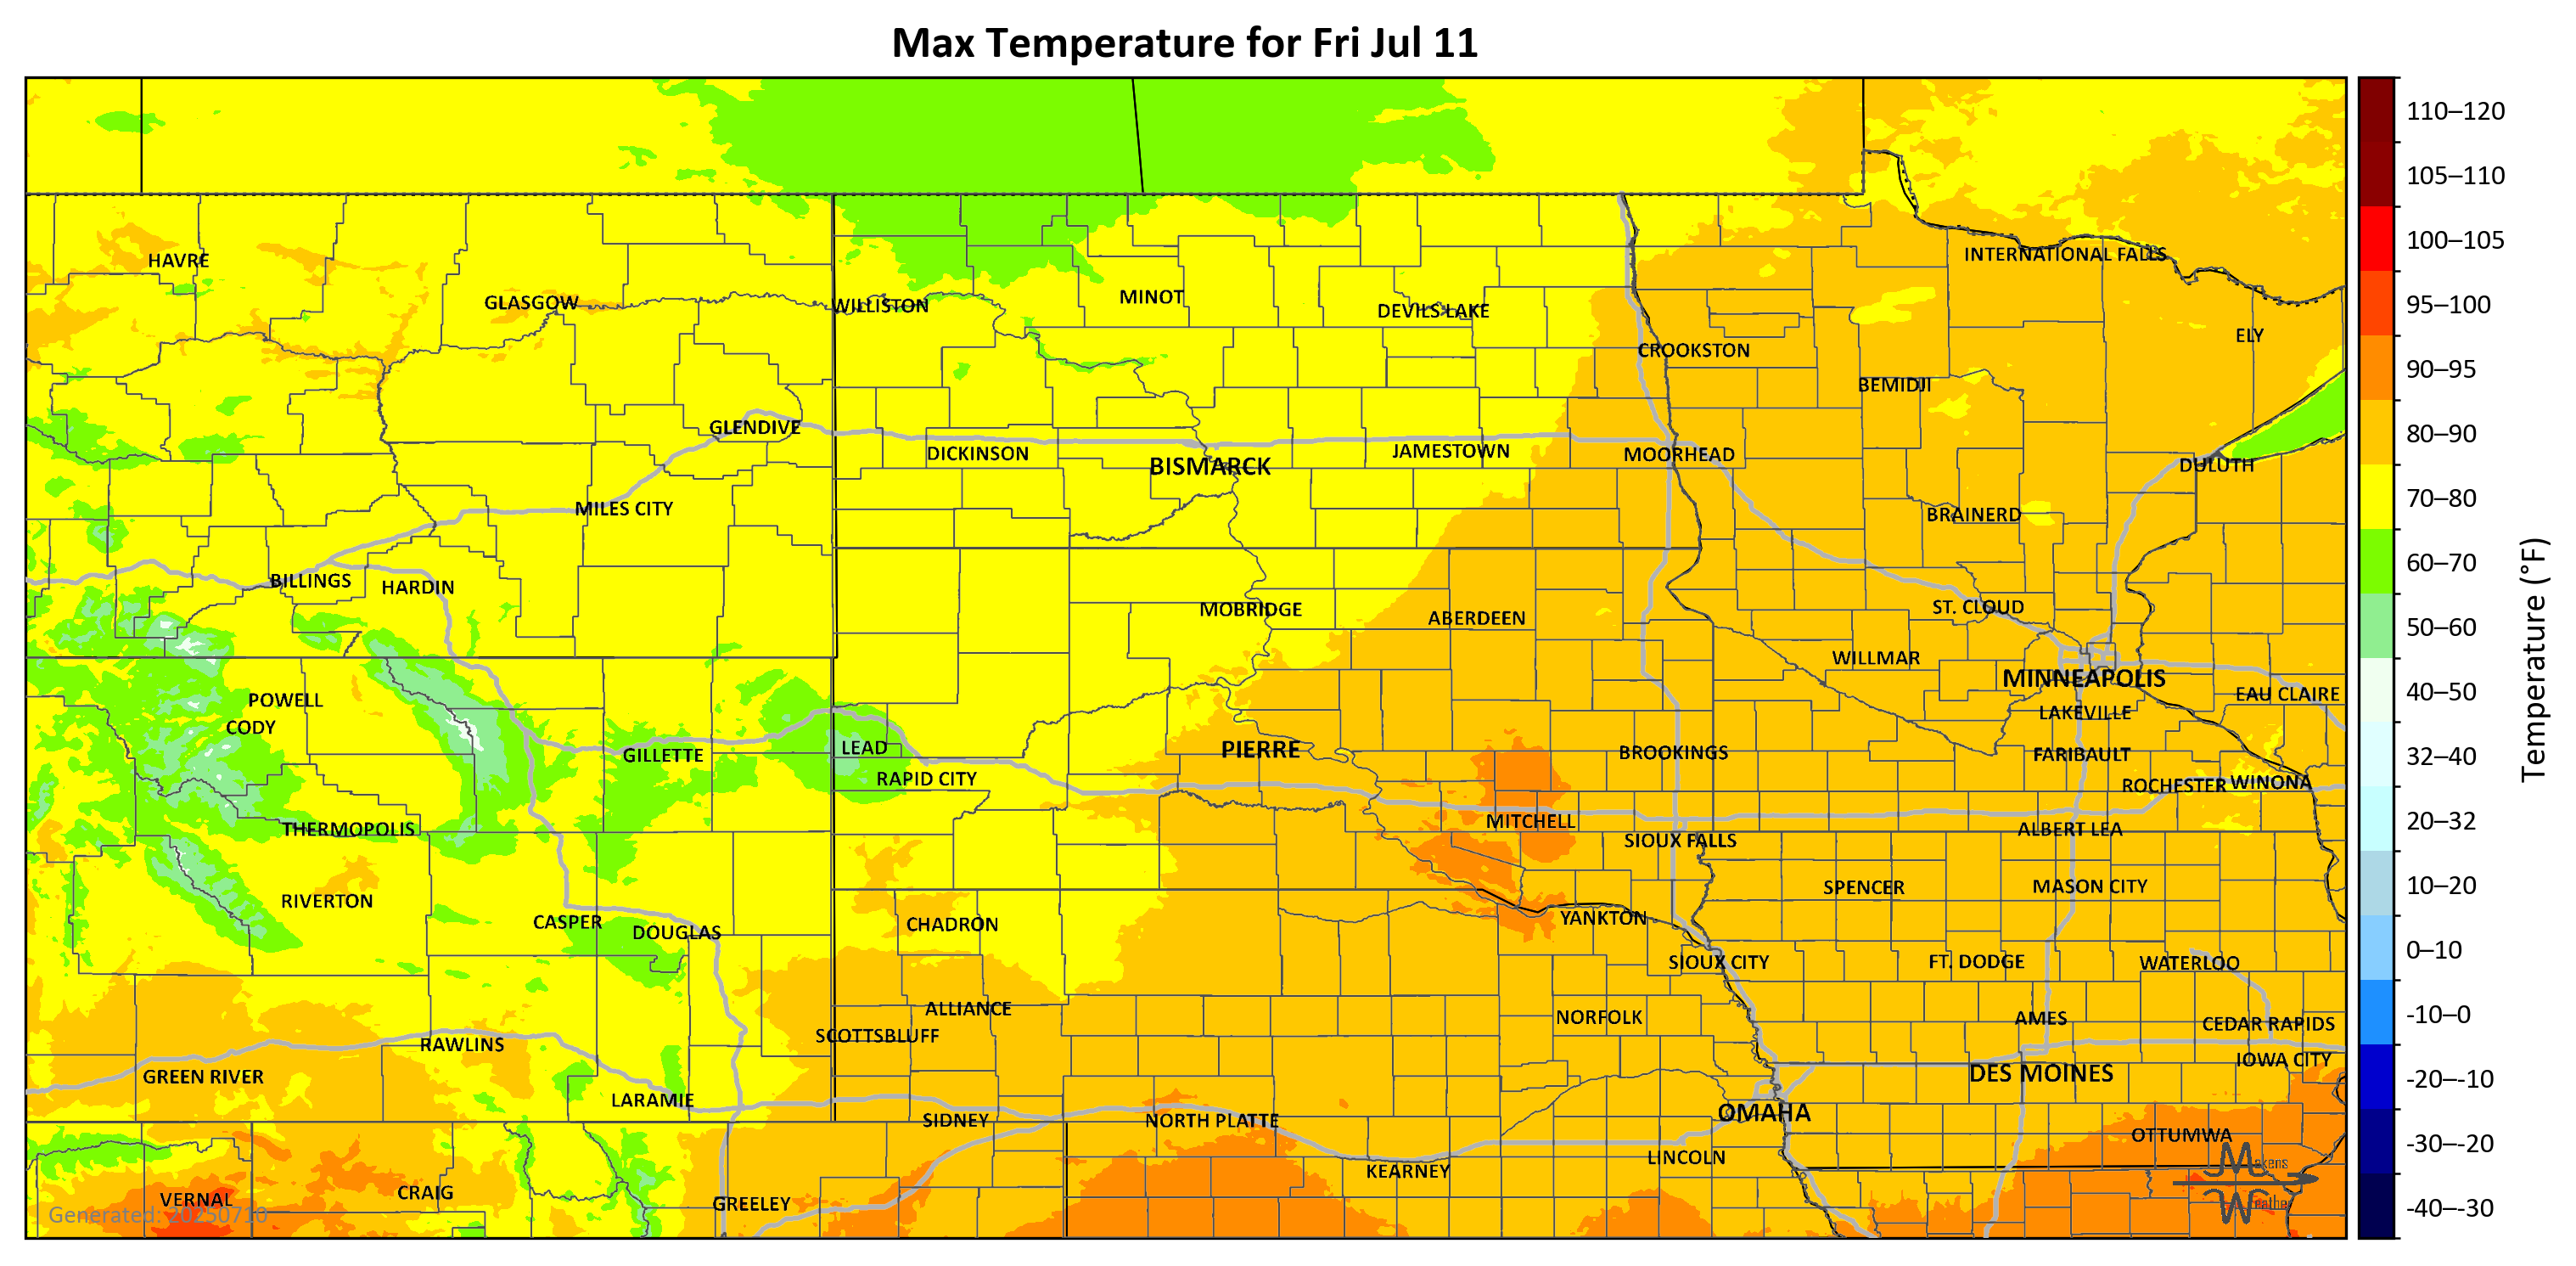 Max Temperature for Fri Jul 11
110–120
105–110
100–105
95–100
90–95
80–90
70–80
60–70
50–60
40–50
32–40
20–32
10–20
0–10
-10–0
-20–-10
-30–-20
-40–-30
Temperature (°F)
INTERNATIONAL FALLS
HAVRE
GLASGOW
WILLISTON
MINOT
DEVILS LAKE
ELY
CROOKSTON
BEMIDJI
GLENDIVE
DICKINSON
BISMARCK
JAMESTOWN
MOORHEAD
DULUTH
MILES CITY
BRAINERD
BILLINGS
HARDIN
MOBRIDGE
ABERDEEN
ST. CLOUD
WILLMAR
MINNEAPOLIS
EAU CLAIRE
POWELL
CODY
LAKEVILLE
GILLETTE
LEAD
PIERRE
BROOKINGS
FARIBAULT
RAPID CITY
ROCHESTER
WINONA
THERMOPOLIS
MITCHELL
SIOUX FALLS
ALBERT LEA
RIVERTON
SPENCER
MASON CITY
CASPER
DOUGLAS
CHADRON
YANKTON
SIOUX CITY
FT. DODGE
WATERLOO
ALLIANCE
NORFOLK
AMES
CEDAR RAPIDS
SCOTTSBLUFF
RAWLINS
IOWA CITY
GREEN RIVER
DES MOINES
LARAMIE
SIDNEY
NORTH PLATTE
OMAHA
OTTUMWA
LINCOLN
KEARNEY
VERNAL
CRAIG
GREELEY
Generated: 20250710
Makens
Weather